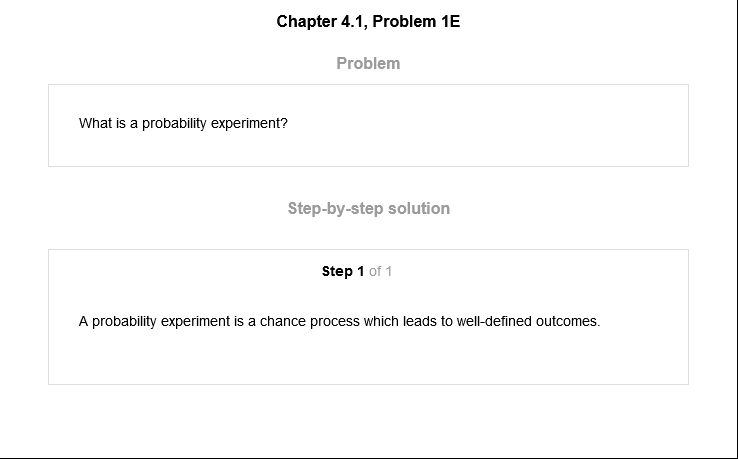 Chapter 4.1, Problem 1E
Problem
What is a probability experiment?
Step-by-step solution
Step 1 of 1
A probability experiment is a chance process which leads to well-defined outcomes.